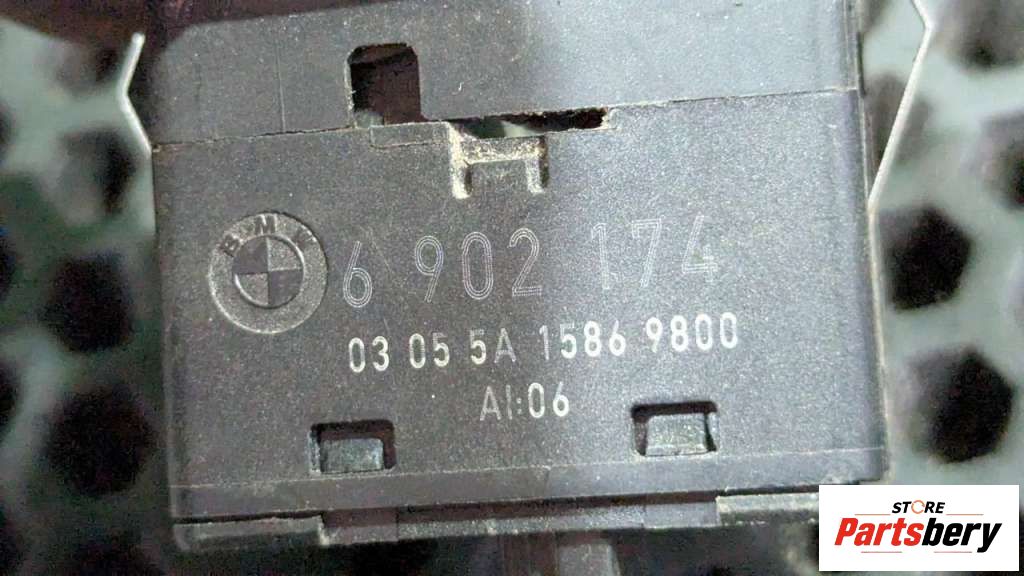 BMW
6 902 174
03 05 5A 1586 9800
AI:06
STORE
Partsbery